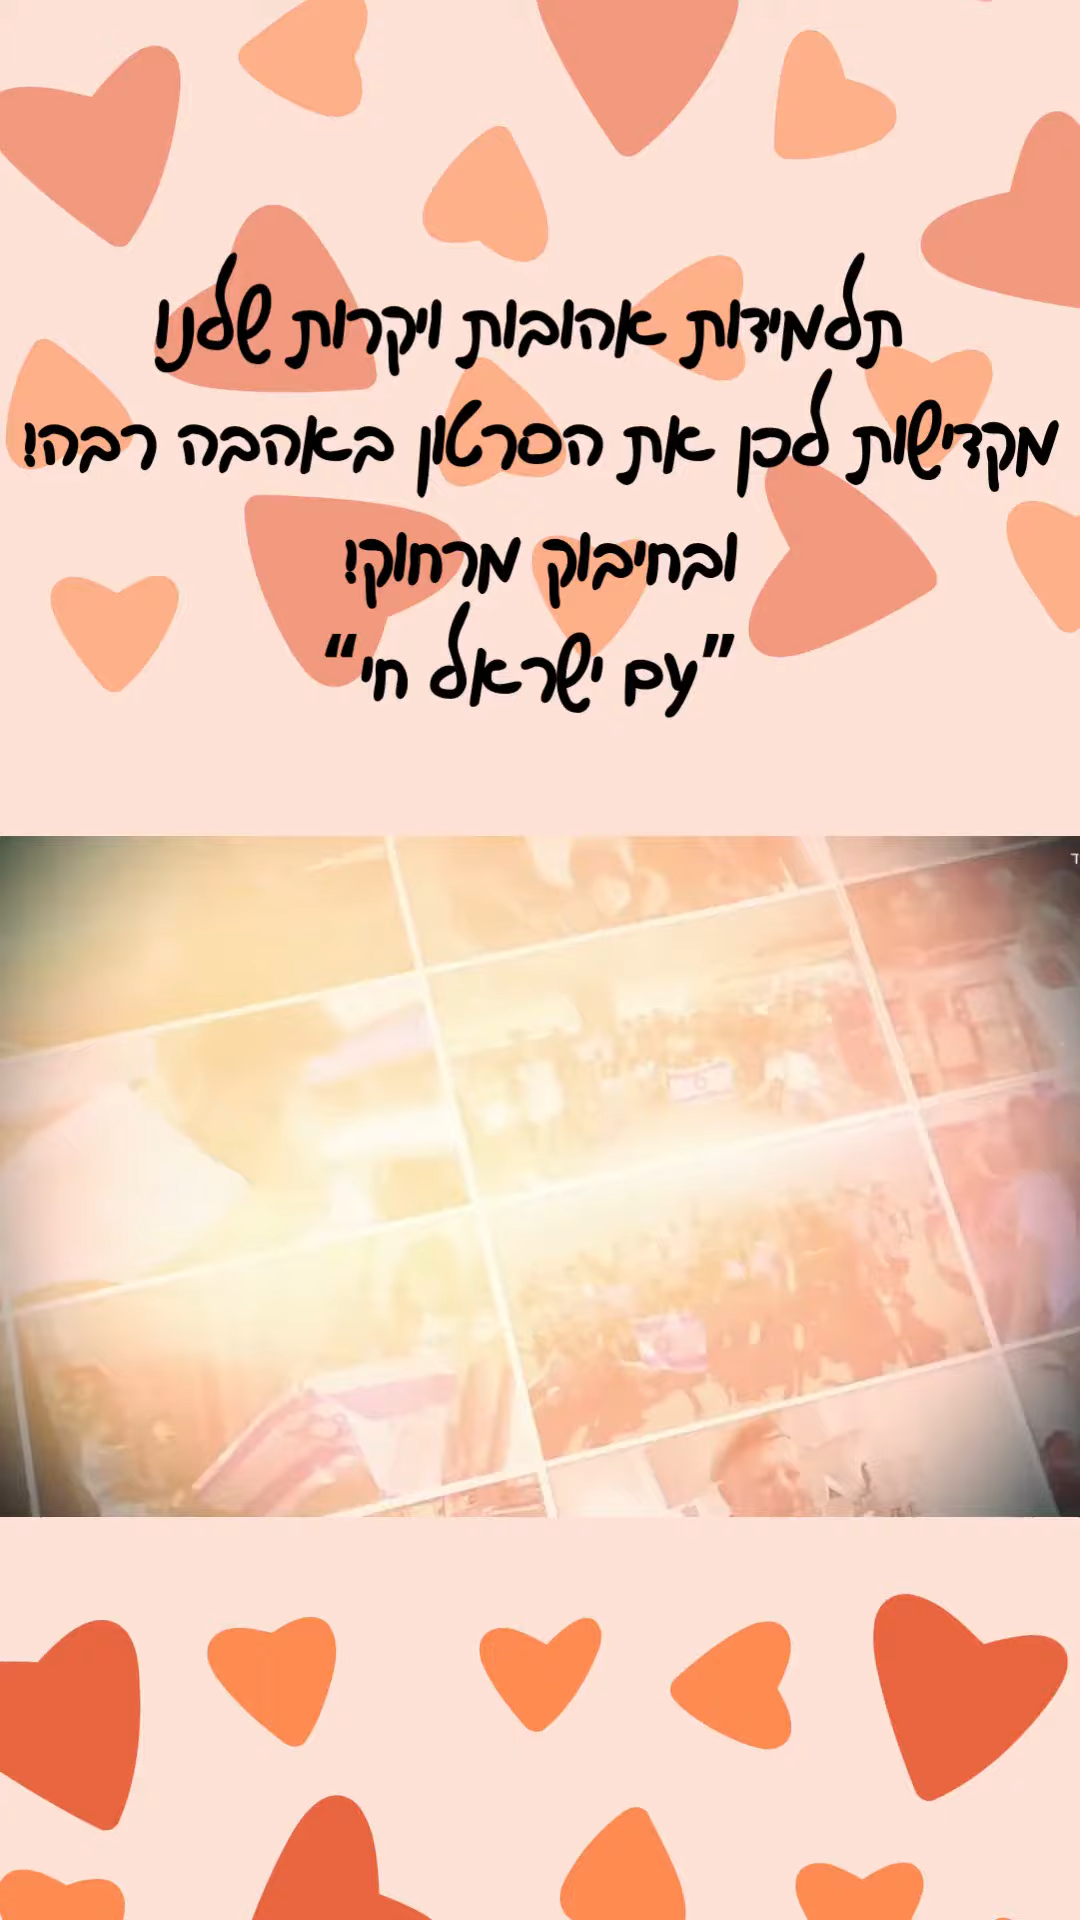 תלמידות אהובות ויקרות שלנו
מקדישות לכן את הסרטון באהבה רבה!
ובחיבוק מרחוק!
"עם ישראל חי"